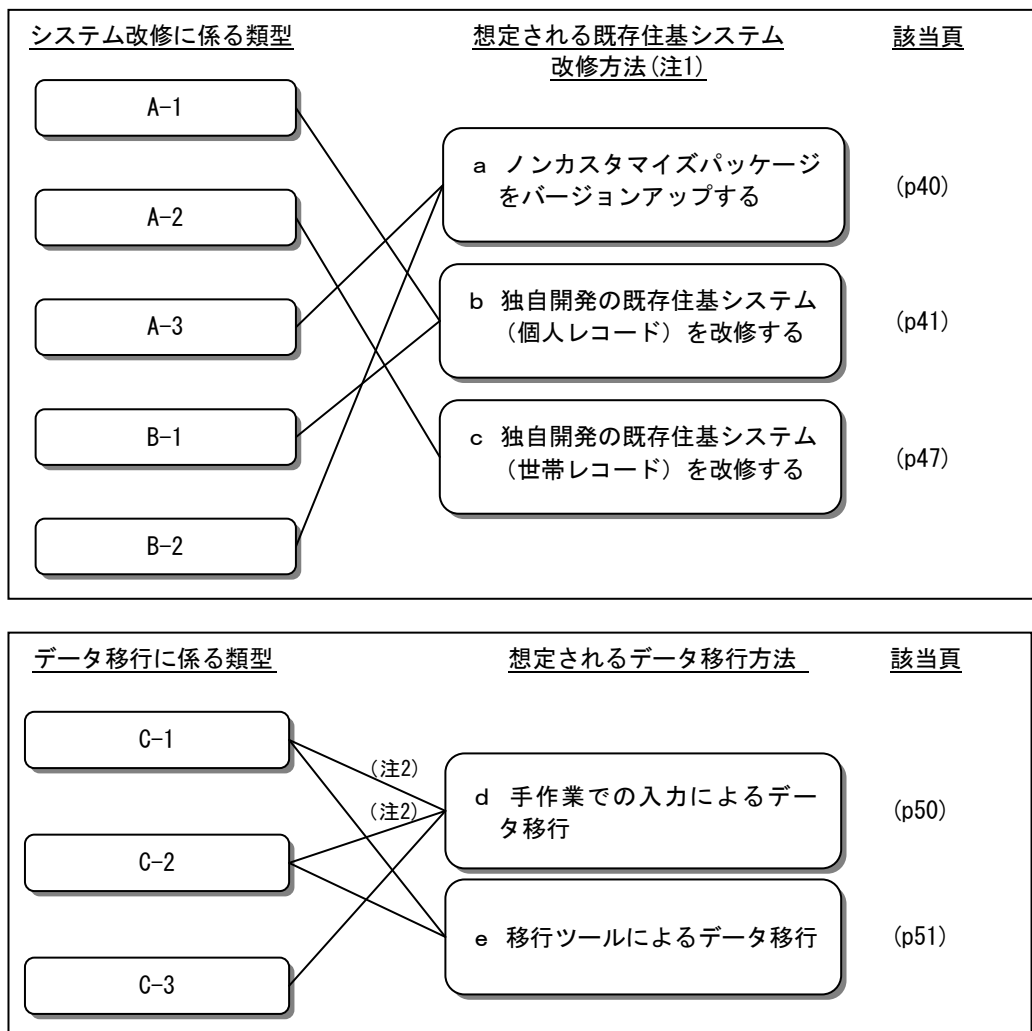 システム改修に係る類型
想定される既存住基システム
改修方法(注1)
該当頁
A-1
A-2
A-3
B-1
B-2
a ノンカスタマイズパッケージ
をバージョンアップする
(p40)
b 独自開発の既存住基システム
(個人レコード)を改修する
(p41)
c 独自開発の既存住基システム
(世帯レコード)を改修する
(p47)
データ移行に係る類型
想定されるデータ移行方法
該当頁
C-1
C-2
C-3
(注2)
(注2)
d 手作業での入力によるデー
タ移行
(p50)
e 移行ツールによるデータ移行
(p51)